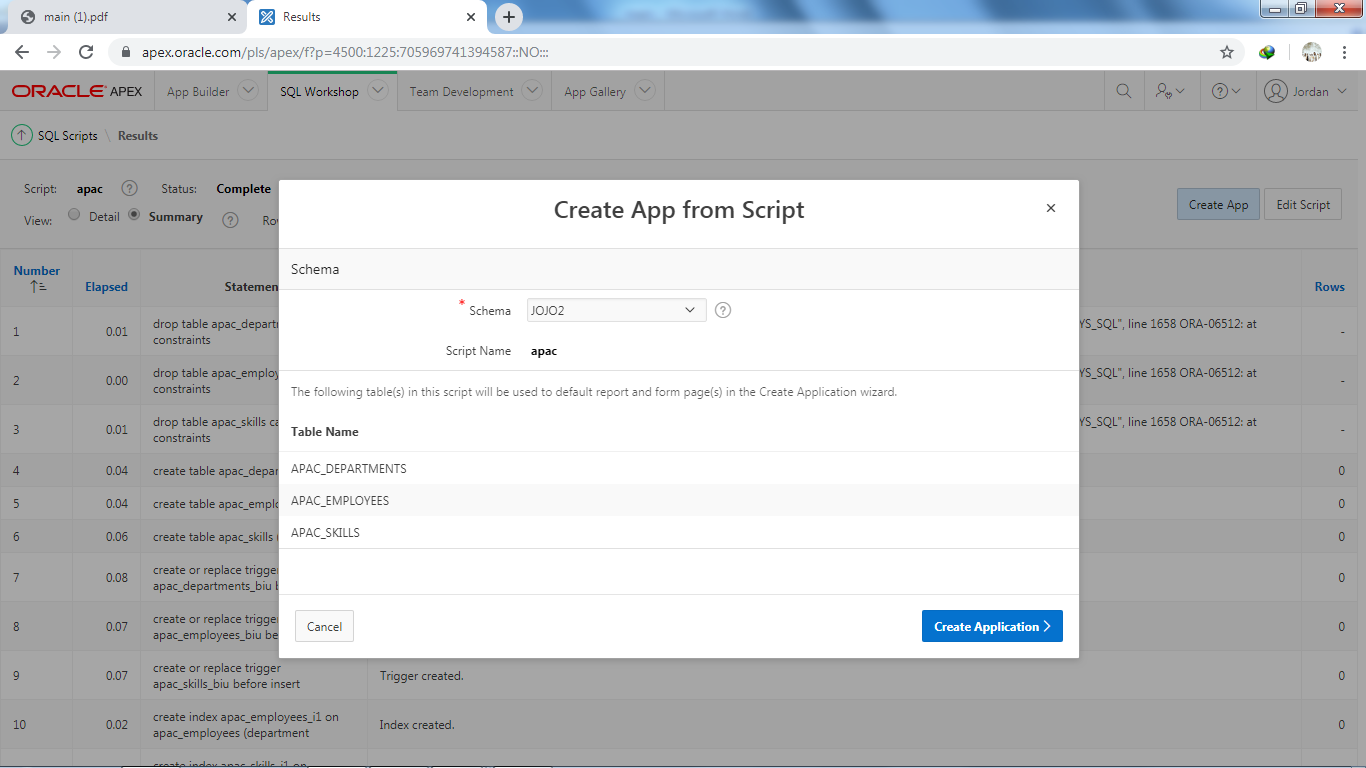 main (1).pdf
Results
apex.oracle.com/pls/apex/f?p=4500:1225:705969741394587::NO:::
ORACLE APEX
App Builder
SQL Workshop
Team Development
App Gallery
Jordan
SQL Scripts \ Results
Script: apac Status: Complete
View: Detail Summary
Create App
Edit Script
Create App from Script
Schema
* Schema JOJO2
Script Name apac
The following table(s) in this script will be used to default report and form page(s) in the Create Application wizard.
Table Name
APAC_DEPARTMENTS
APAC_EMPLOYEES
APAC_SKILLS
Cancel
Create Application
Number Elapsed Rows
1 0.01 drop table YS_SQL", line 1658 ORA-06512: at -
constraints
2 0.00 drop table YS_SQL", line 1658 ORA-06512: at -
constraints
3 0.01 drop table apac_skills YS_SQL", line 1658 ORA-06512: at -
constraints
4 0.04 create table 0
5 0.04 create table 0
6 0.06 create table apac_skills 0
7 0.08 create or replace trigger 0
apac_departments_biu
8 0.07 create or replace trigger 0
apac_employees_biu
9 0.07 create or replace trigger Trigger created. 0
apac_skills_biu before insert
10 0.02 create index apac_employees_i1 on Index created. 0
apac_employees (department
create index apac_skills_i1 on